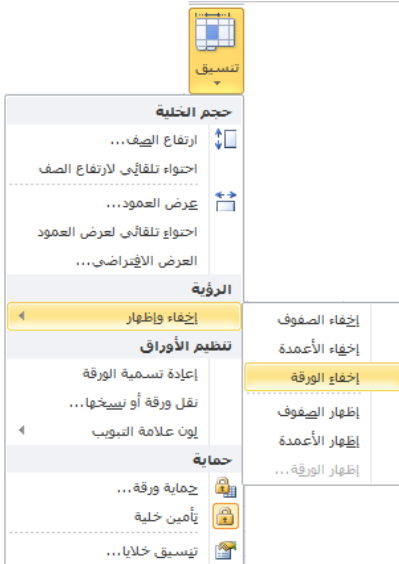 تنسيق
حجم الخلية
ارتفاع الصف...
احتواء تلقائي لارتفاع الصف
عرض العمود...
احتواء تلقائي لعرض العمود
العرض الافتراضي...
الرؤية
إخفاء وإظهار
إخفاء الصفوف
إخفاء الأعمدة
إخفاء الورقة
إظهار الصفوف
إظهار الأعمدة
إظهار الورقة...
تنظيم الأوراق
إعادة تسمية الورقة
نقل ورقة أو نسخها...
لون علامة التبويب
حماية
حماية ورقة...
تأمين خلية
تنسيق خلايا...